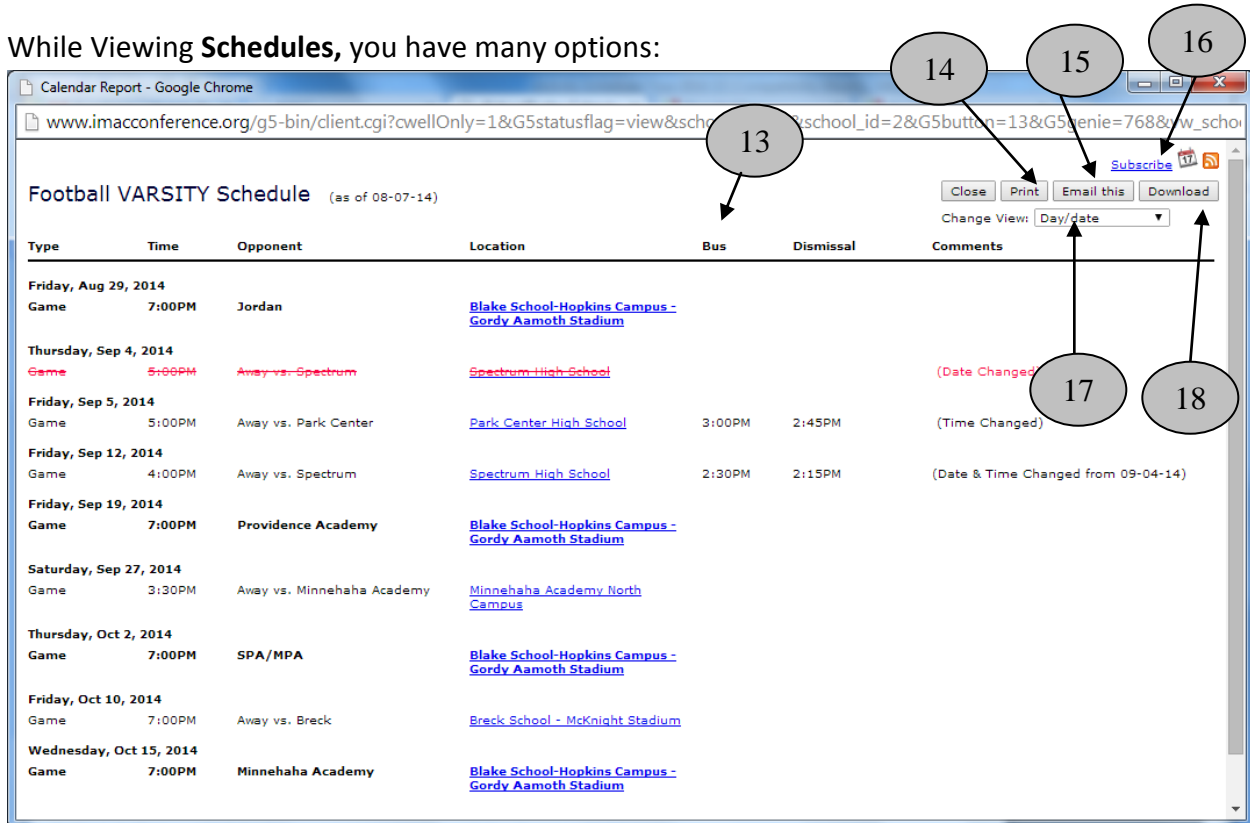 While Viewing Schedules, you have many options:
14 15 16
Calendar Report - Google Chrome
www.imacconference.org/g5-bin/client.cgi?cwellOnly=1&G5statusflag=view&scho &school_id=2&G5button=13&G5genie=768& w_scho
13
Subscribe 17
Football VARSITY Schedule (as of 08-07-14)
Close Print Email this Download
Change View: Day/date
Type Time Opponent Location Bus Dismissal Comments
Friday, Aug 29, 2014
Game 7:00PM Jordan Blake School-Hopkins Campus -
Gordy Aamoth Stadium
Thursday, Sep 4, 2014
Game 5:00PM Away vs. Spectrum Spectrum High School (Date Changed)
17 18
Friday, Sep 5, 2014
Game 5:00PM Away vs. Park Center Park Center High School 3:00PM 2:45PM (Time Changed)
Friday, Sep 12, 2014
Game 4:00PM Away vs. Spectrum Spectrum High School 2:30PM 2:15PM (Date & Time Changed from 09-04-14)
Friday, Sep 19, 2014
Game 7:00PM Providence Academy Blake School-Hopkins Campus -
Gordy Aamoth Stadium
Saturday, Sep 27, 2014
Game 3:30PM Away vs. Minnehaha Academy Minnehaha Academy North
Campus
Thursday, Oct 2, 2014
Game 7:00PM SPA/MPA Blake School-Hopkins Campus -
Gordy Aamoth Stadium
Friday, Oct 10, 2014
Game 7:00PM Away vs. Breck Breck School - McKnight Stadium
Wednesday, Oct 15, 2014
Game 7:00PM Minnehaha Academy Blake School-Hopkins Campus -
Gordy Aamoth Stadium